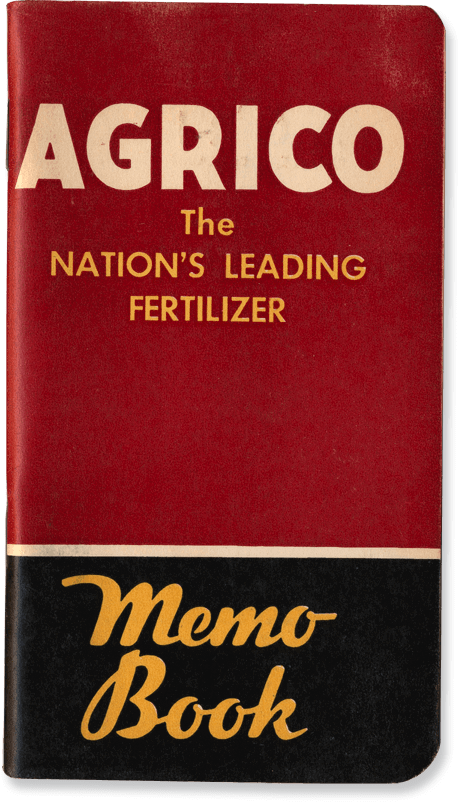 AGRICO
The
NATION'S LEADING
FERTILIZER
Memo
Book